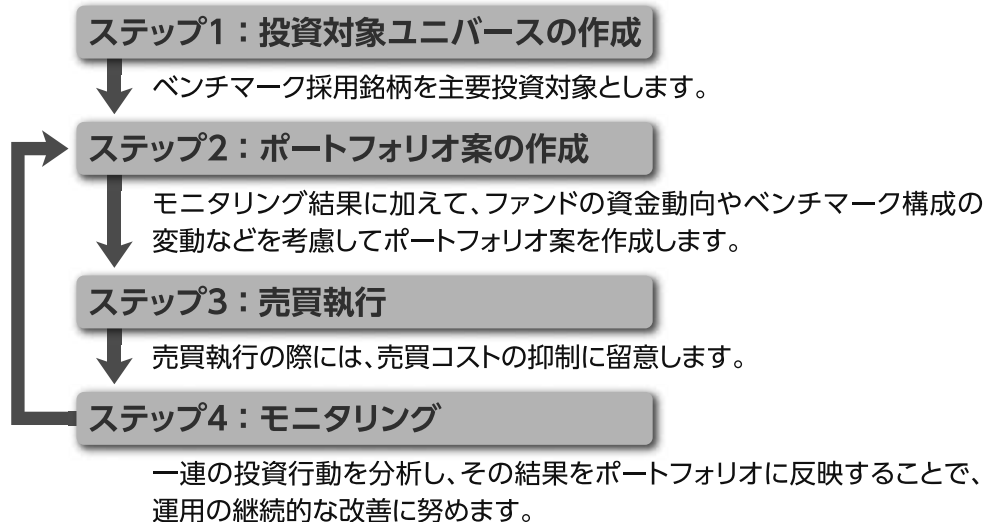 ステップ1：投資対象ユニバースの作成
ベンチマーク採用銘柄を主要投資対象とします。
ステップ2：ポートフォリオ案の作成
モニタリング結果に加えて、ファンドの資金動向やベンチマーク構成の
変動などを考慮してポートフォリオ案を作成します。
ステップ3：売買執行
売買執行の際には、売買コストの抑制に留意します。
ステップ4：モニタリング
一連の投資行動を分析し、その結果をポートフォリオに反映することで、
運用の継続的な改善に努めます。